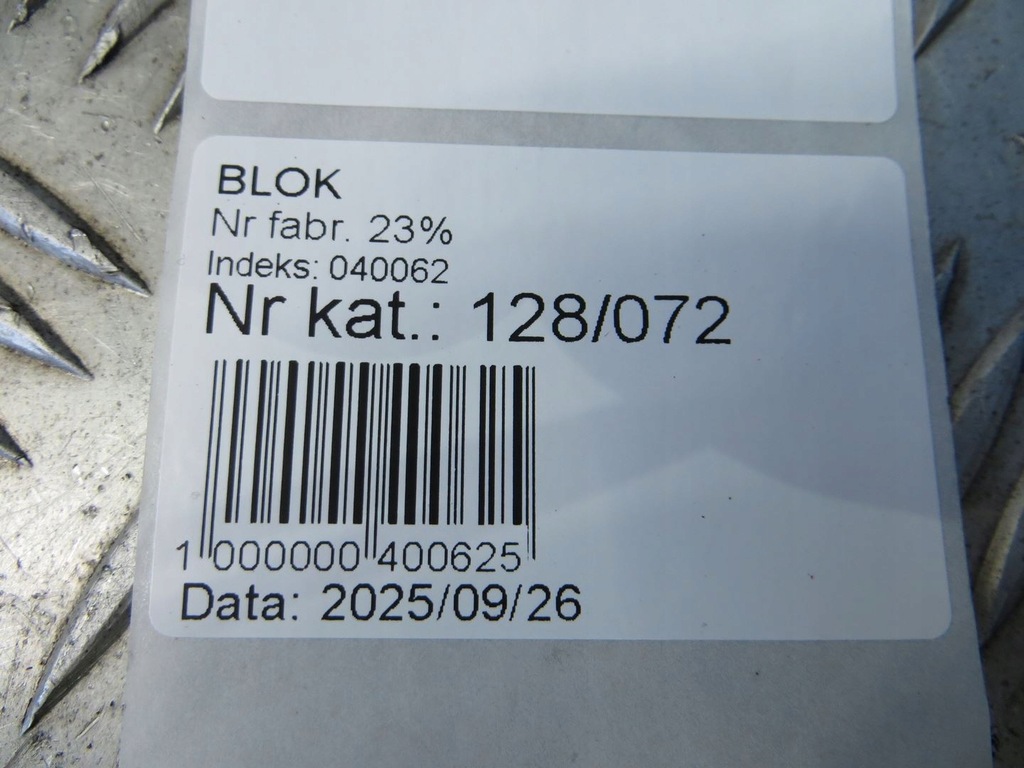 BLOK
Nr fabr. 23%
Indeks: 040062
Nr kat.: 128/072
1 000000 400625
Data: 2025/09/26